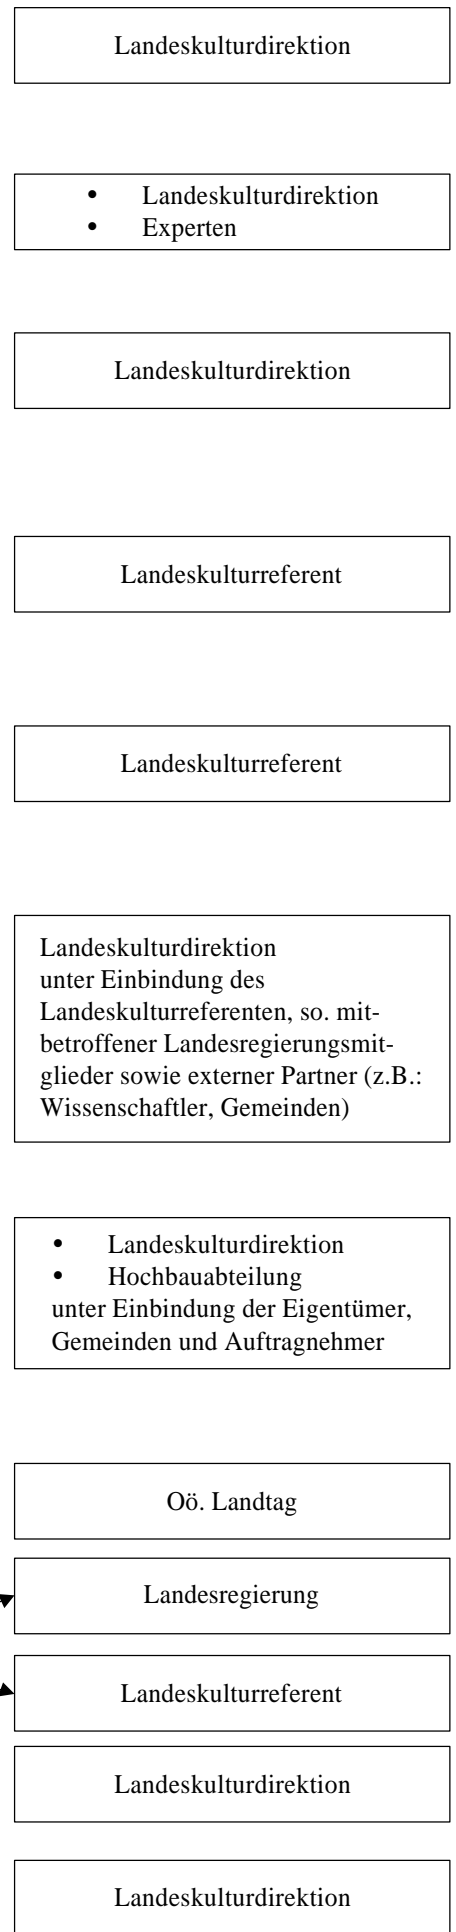 Landeskulturdirektion
• Landeskulturdirektion
• Experten
Landeskulturdirektion
Landeskulturreferent
Landeskulturreferent
Landeskulturdirektion
unter Einbindung des
Landeskulturreferenten, so. mit-
betroffener Landesregierungsmit-
glieder sowie externer Partner (z.B.:
Wissenschaftler, Gemeinden)
• Landeskulturdirektion
• Hochbauabteilung
unter Einbindung der Eigentümer,
Gemeinden und Auftragnehmer
Oö. Landtag
Landesregierung
Landeskulturreferent
Landeskulturdirektion
Landeskulturdirektion